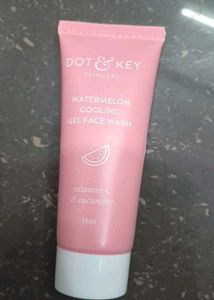 DOT & KEY
SKINCARE
WATERMELON
COOLING
GEL FACE WASH
vitamin C
& cucumber
15ml